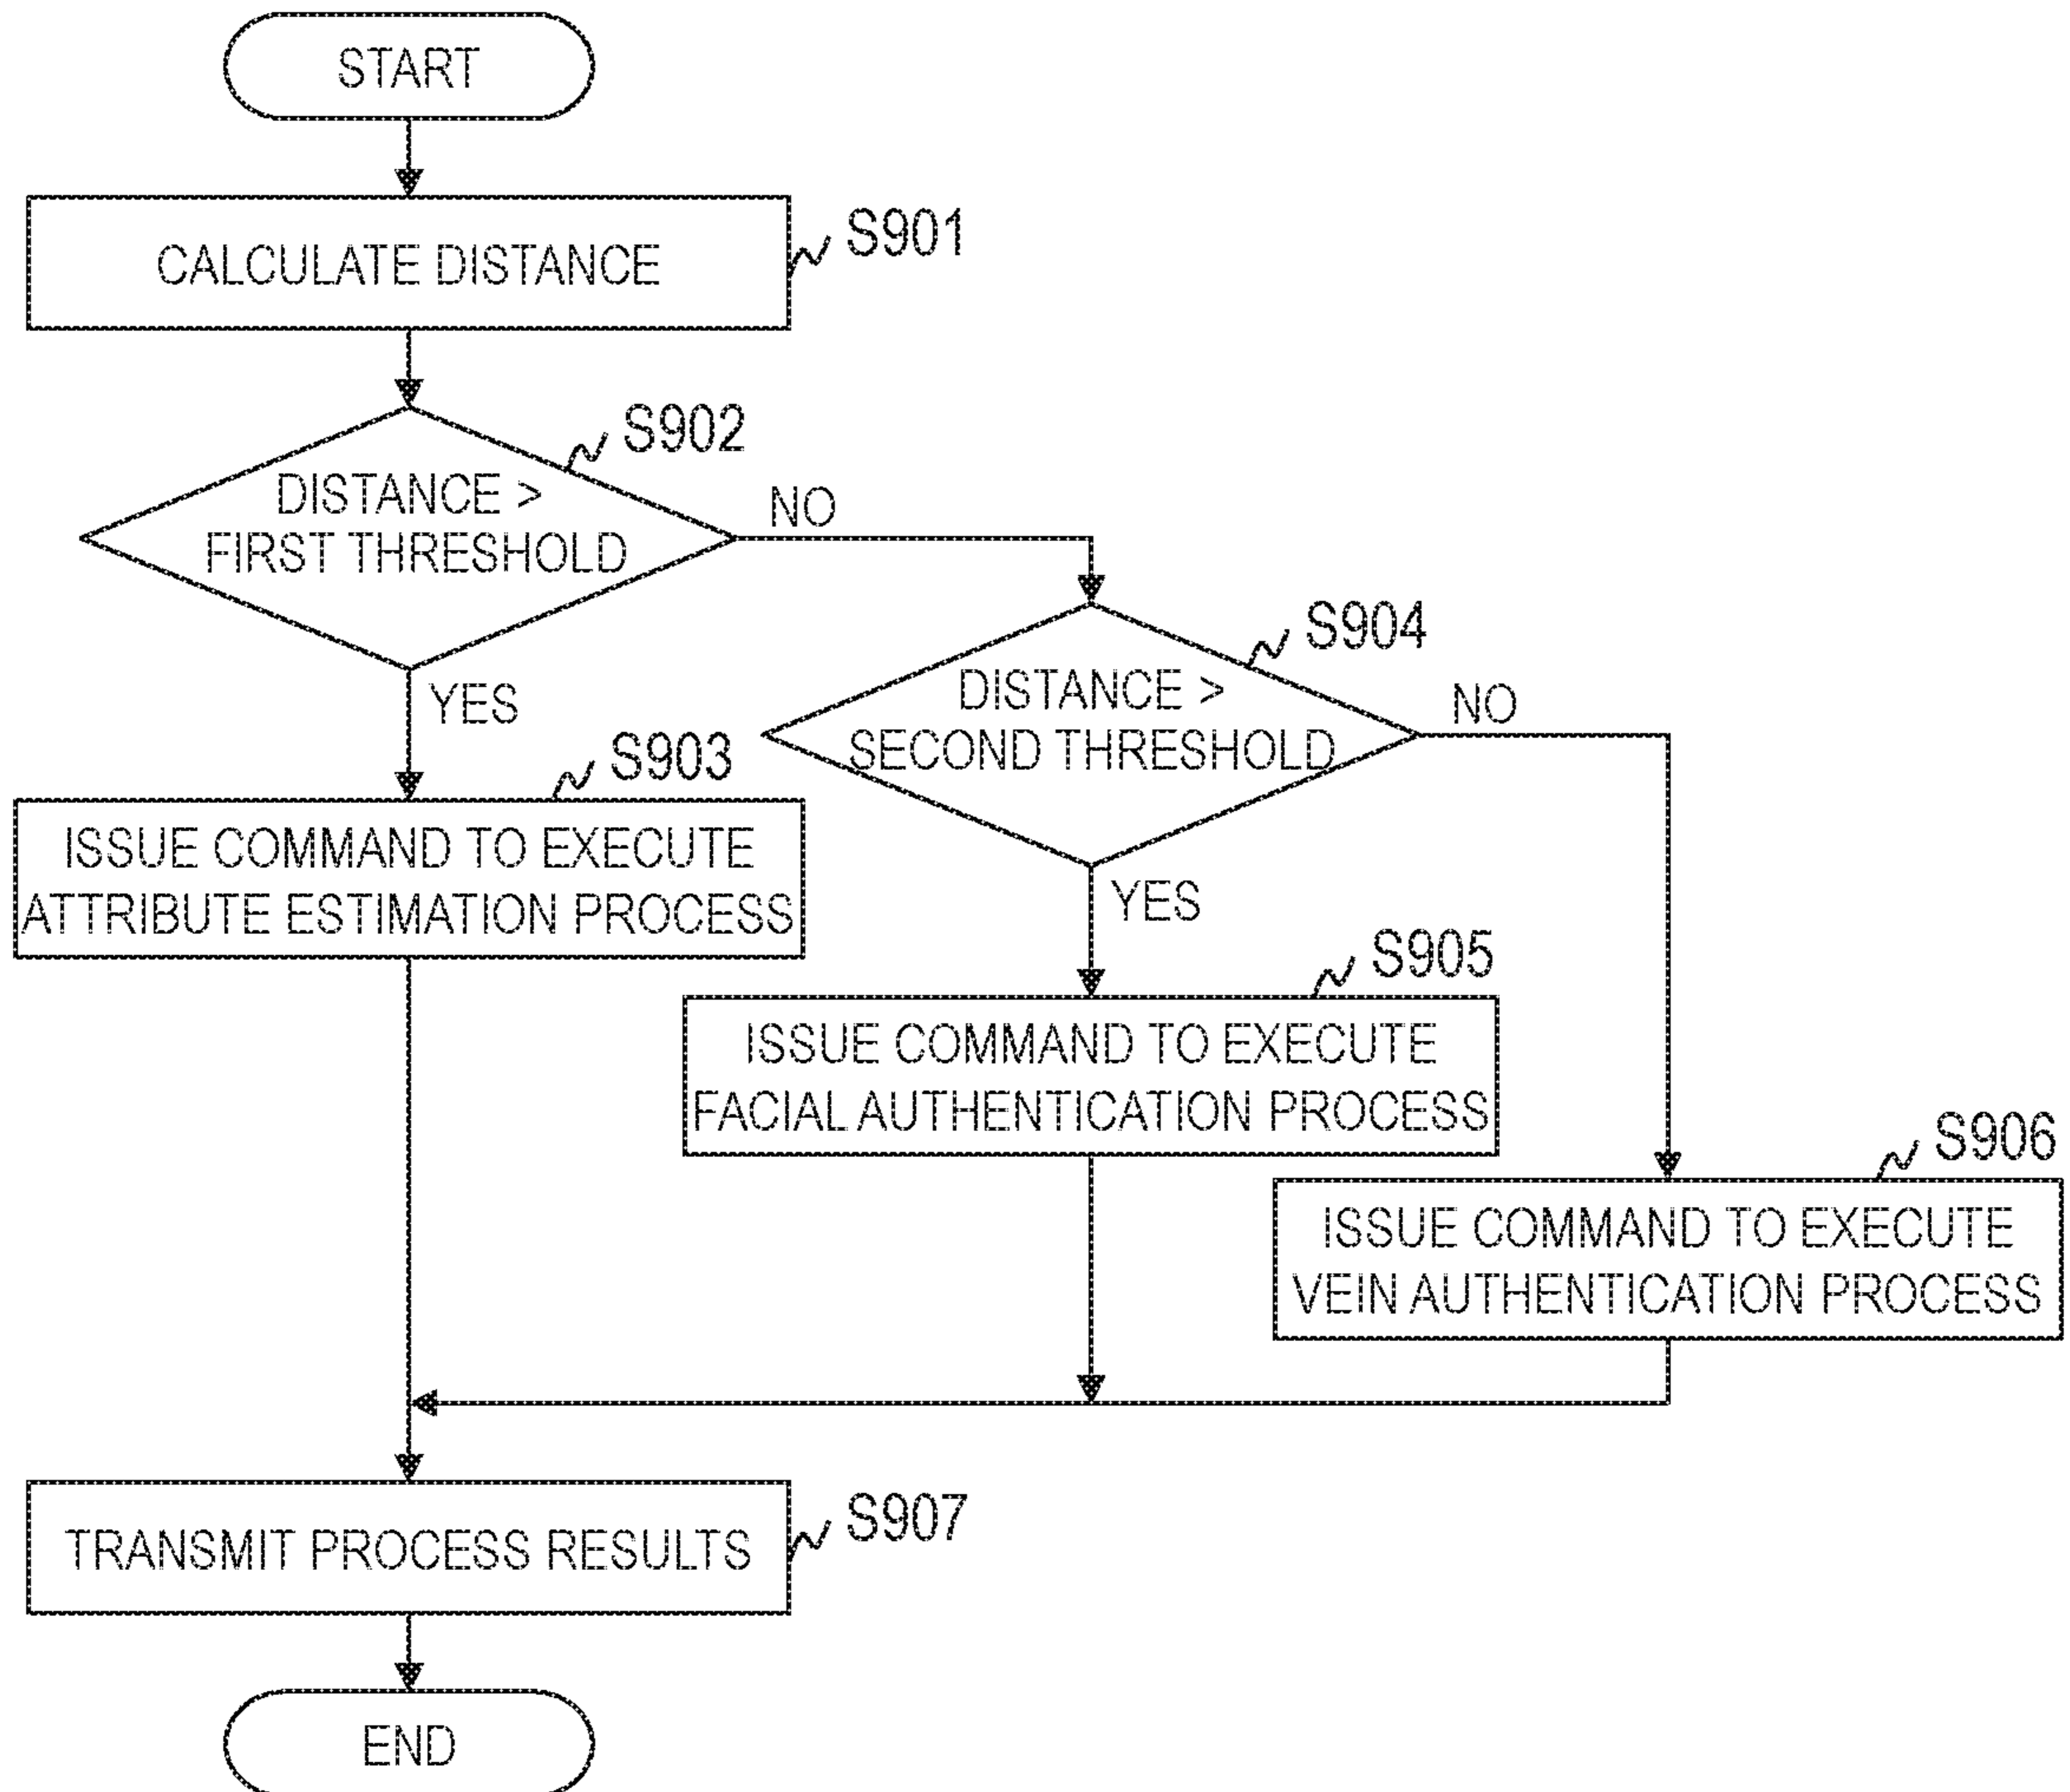 START
CALCULATE DISTANCE
S901
S902
DISTANCE >
FIRST THRESHOLD
NO
YES
S903
ISSUE COMMAND TO EXECUTE
ATTRIBUTE ESTIMATION PROCESS
S904
DISTANCE >
SECOND THRESHOLD
NO
YES
S905
ISSUE COMMAND TO EXECUTE
FACIAL AUTHENTICATION PROCESS
S906
ISSUE COMMAND TO EXECUTE
VEIN AUTHENTICATION PROCESS
TRANSMIT PROCESS RESULTS
S907
END